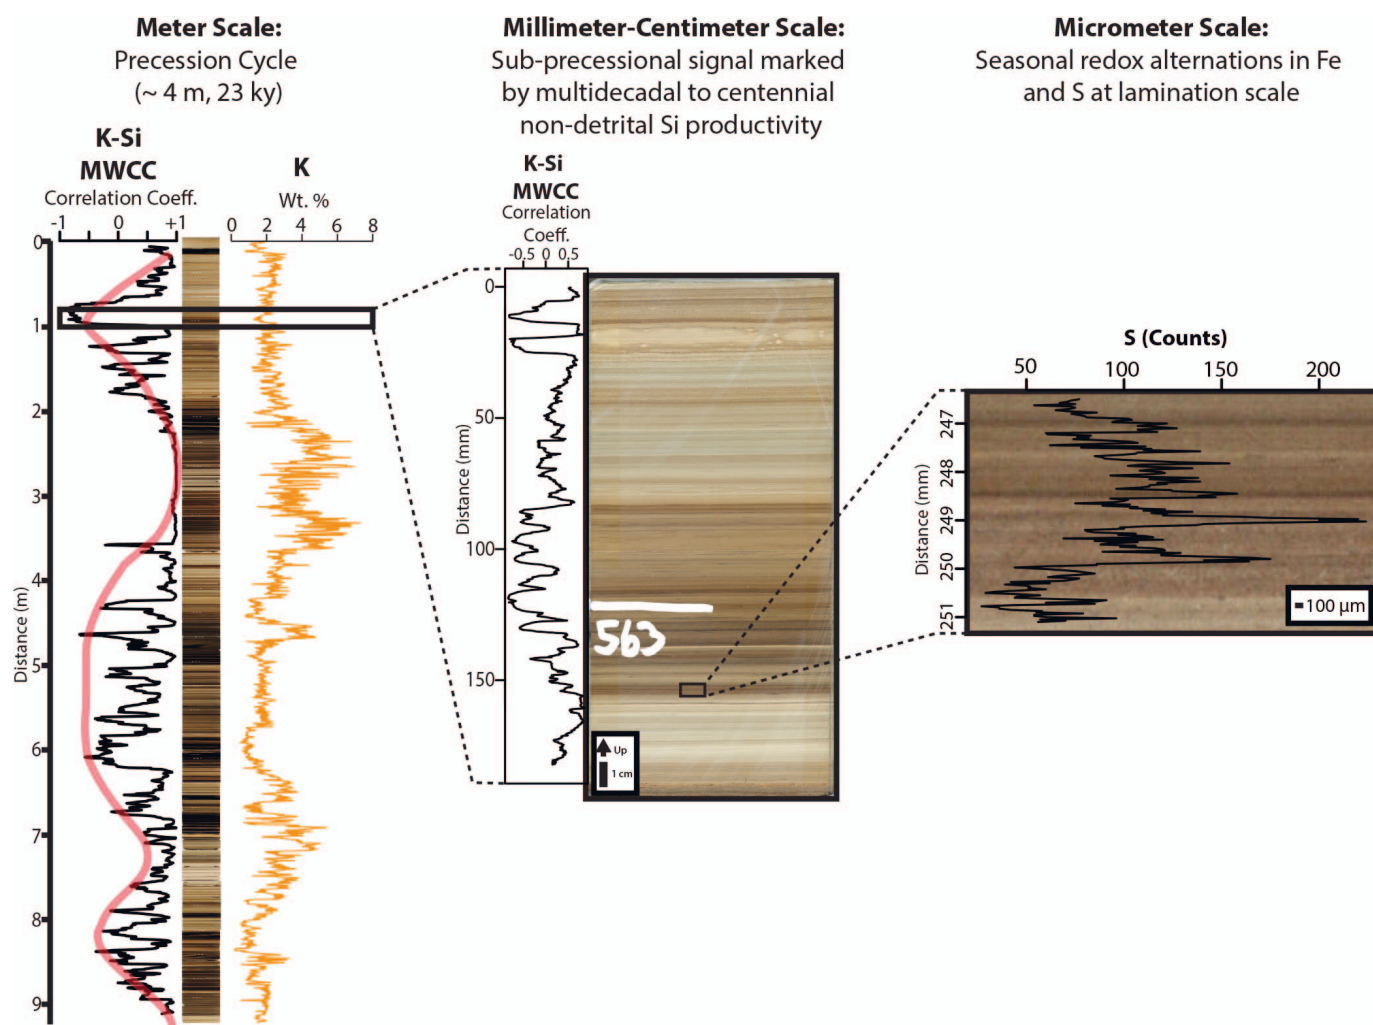 Meter Scale:
Precession Cycle
(~ 4 m, 23 ky)
K-Si
MWCC
Correlation Coeff.
-1 0 +1
K
Wt. %
0 2 4 6 8
Distance (m)
0
1
2
3
4
5
6
7
8
9
Millimeter-Centimeter Scale:
Sub-precessional signal marked
by multidecadal to centennial
non-detrital Si productivity
K-Si
MWCC
Correlation
Coeff.
-0.5 0 0.5
Distance (mm)
0
50
100
150
563
Up
1 cm
Micrometer Scale:
Seasonal redox alternations in Fe
and S at lamination scale
S (Counts)
50 100 150 200
Distance (mm)
247
248
249
250
251
100 μm